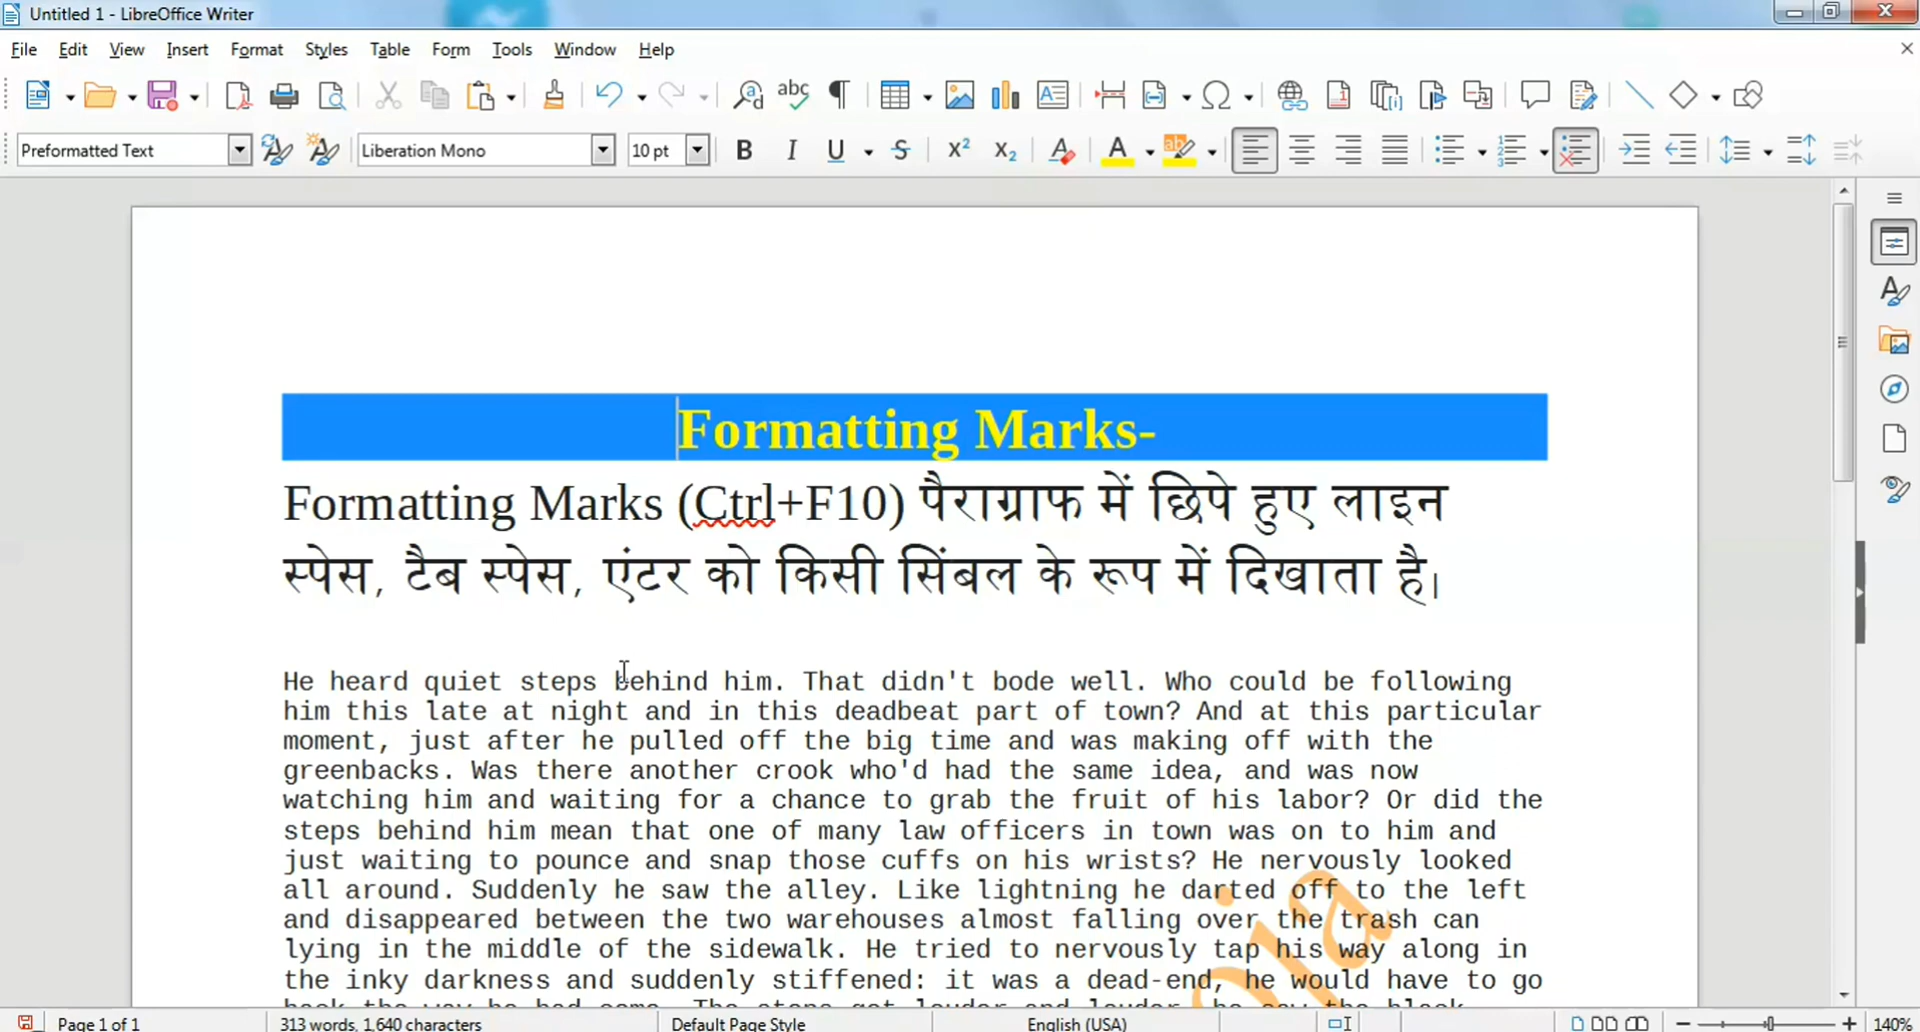 Untitled 1 - LibreOffice Writer
File Edit View Insert Format Styles Table Form Tools Window Help
Preformatted Text Liberation Mono 10 pt
Formatting Marks-
Formatting Marks (Ctrl+F10) पैराग्राफ में छिपे हुए लाइन
स्पेस, टैब स्पेस, एंटर को किसी सिंबल के रूप में दिखाता है।
He heard quiet steps behind him. That didn't bode well. Who could be following
him this late at night and in this deadbeat part of town? And at this particular
moment, just after he pulled off the big time and was making off with the
greenbacks. Was there another crook who'd had the same idea, and was now
watching him and waiting for a chance to grab the fruit of his labor? Or did the
steps behind him mean that one of many law officers in town was on to him and
just waiting to pounce and snap those cuffs on his wrists? He nervously looked
all around. Suddenly he saw the alley. Like lightning he darted off to the left
and disappeared between the two warehouses almost falling over the trash can
lying in the middle of the sidewalk. He tried to nervously tap his way along in
the inky darkness and suddenly stiffened: it was a dead-end, he would have to go
Page 1 of 1 313 words, 1,640 characters Default Page Style English (USA) 140%